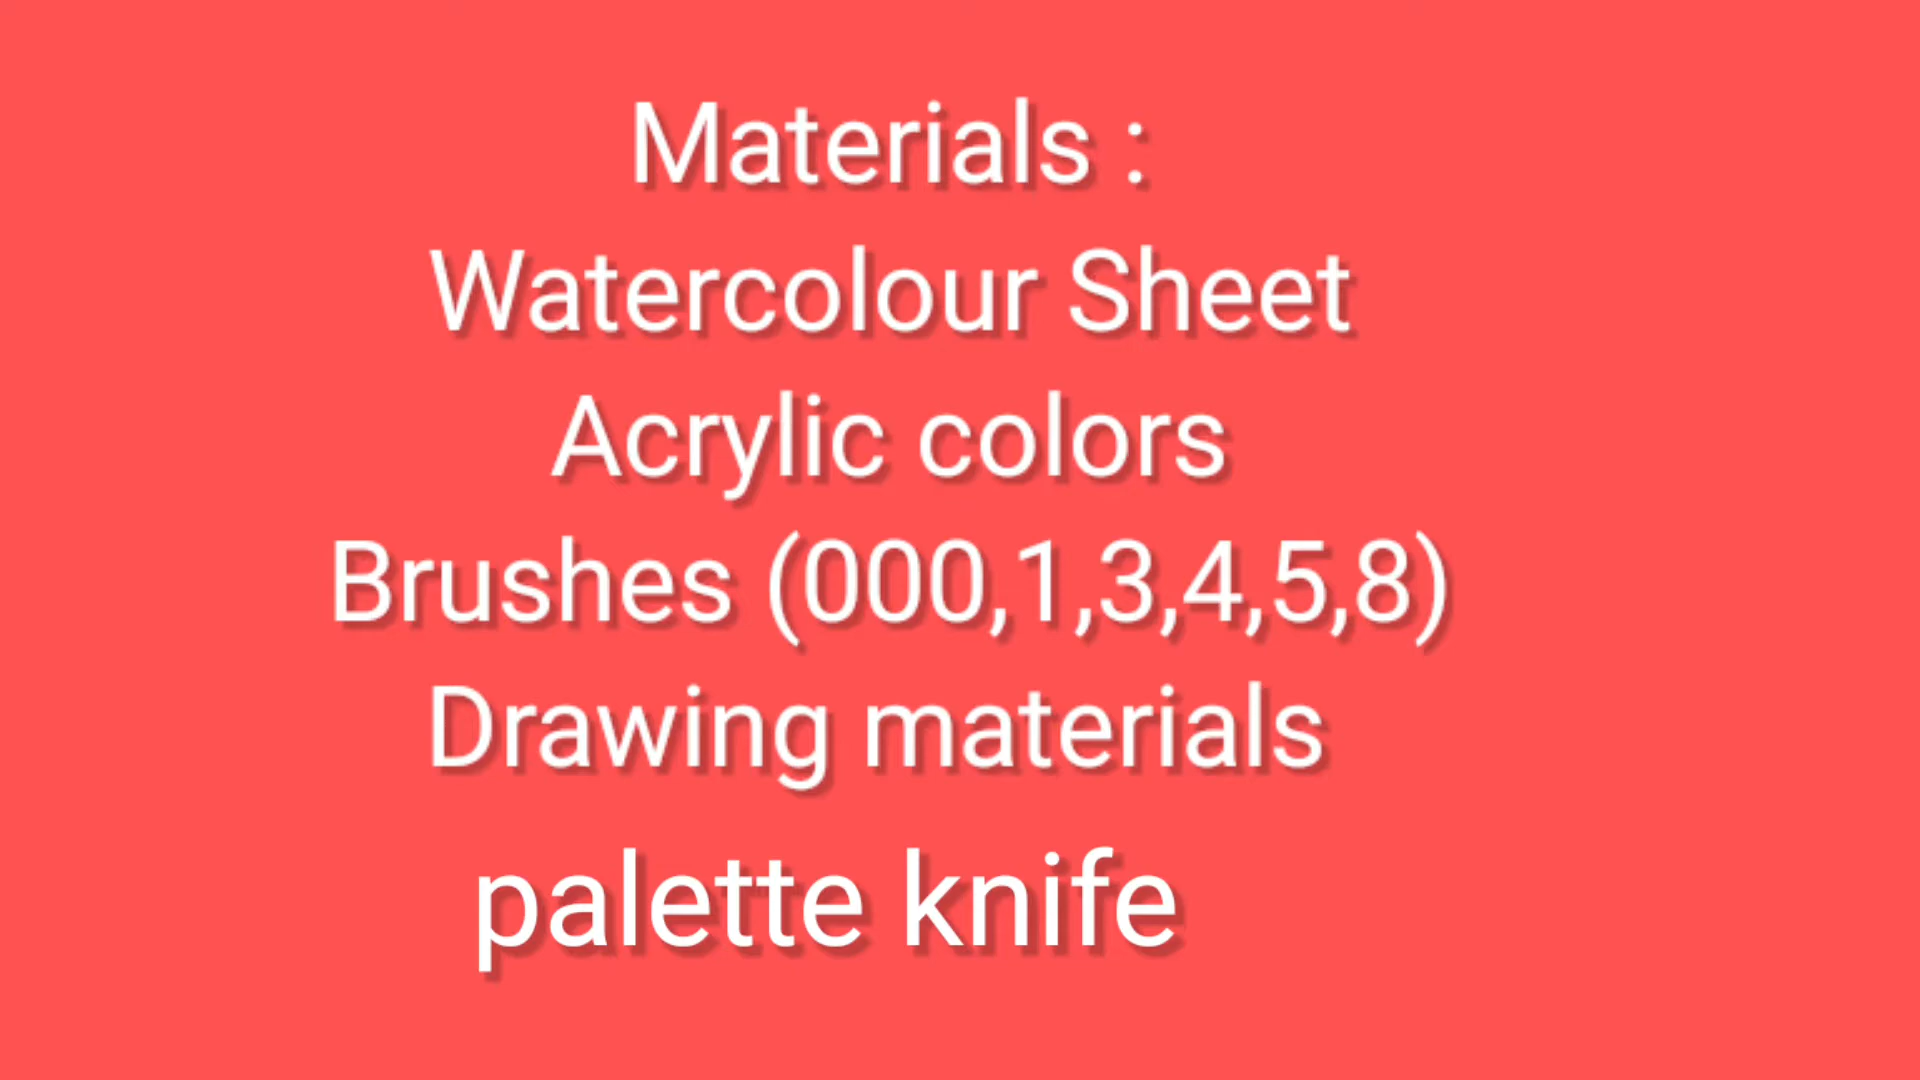 Materials :
Watercolour Sheet
Acrylic colors
Brushes (000,1,3,4,5,8)
Drawing materials
palette knife